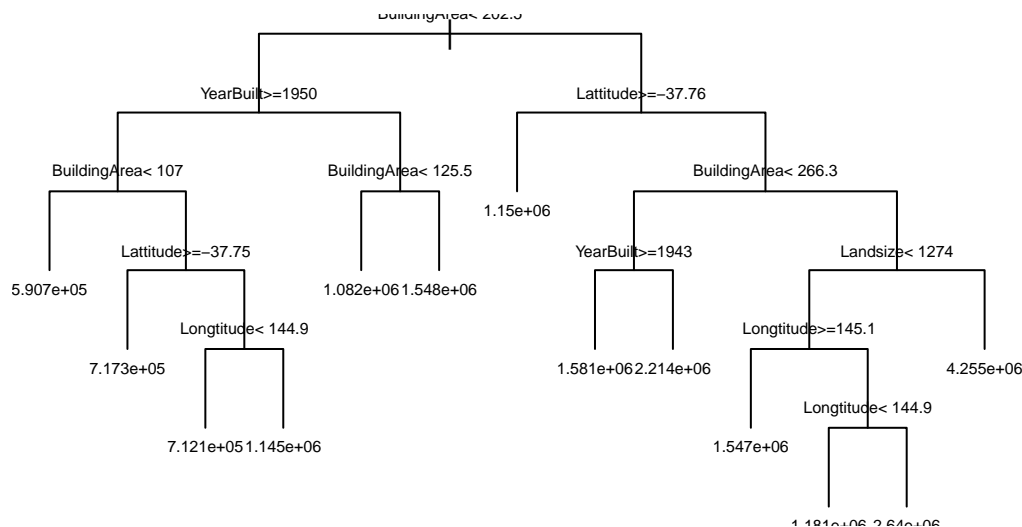 BuildingArea< 202.5
YearBuilt>=1950
Lattitude>=−37.76
BuildingArea< 107
BuildingArea< 125.5
BuildingArea< 266.3
1.15e+06
Lattitude>=−37.75
YearBuilt>=1943
Landsize< 1274
5.907e+05
1.082e+06
1.548e+06
Longtitude< 144.9
Longtitude>=145.1
7.173e+05
1.581e+06
2.214e+06
4.255e+06
Longtitude< 144.9
7.121e+05
1.145e+06
1.547e+06
1.181e+06
2.64e+06